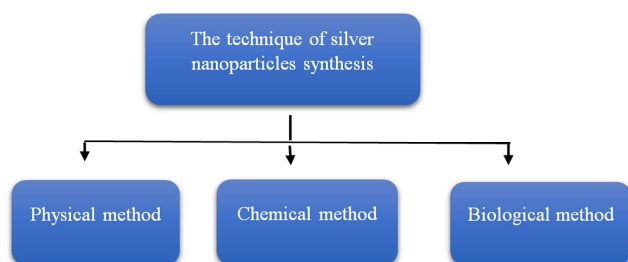 The technique of silver
nanoparticles synthesis
Physical method
Chemical method
Biological method